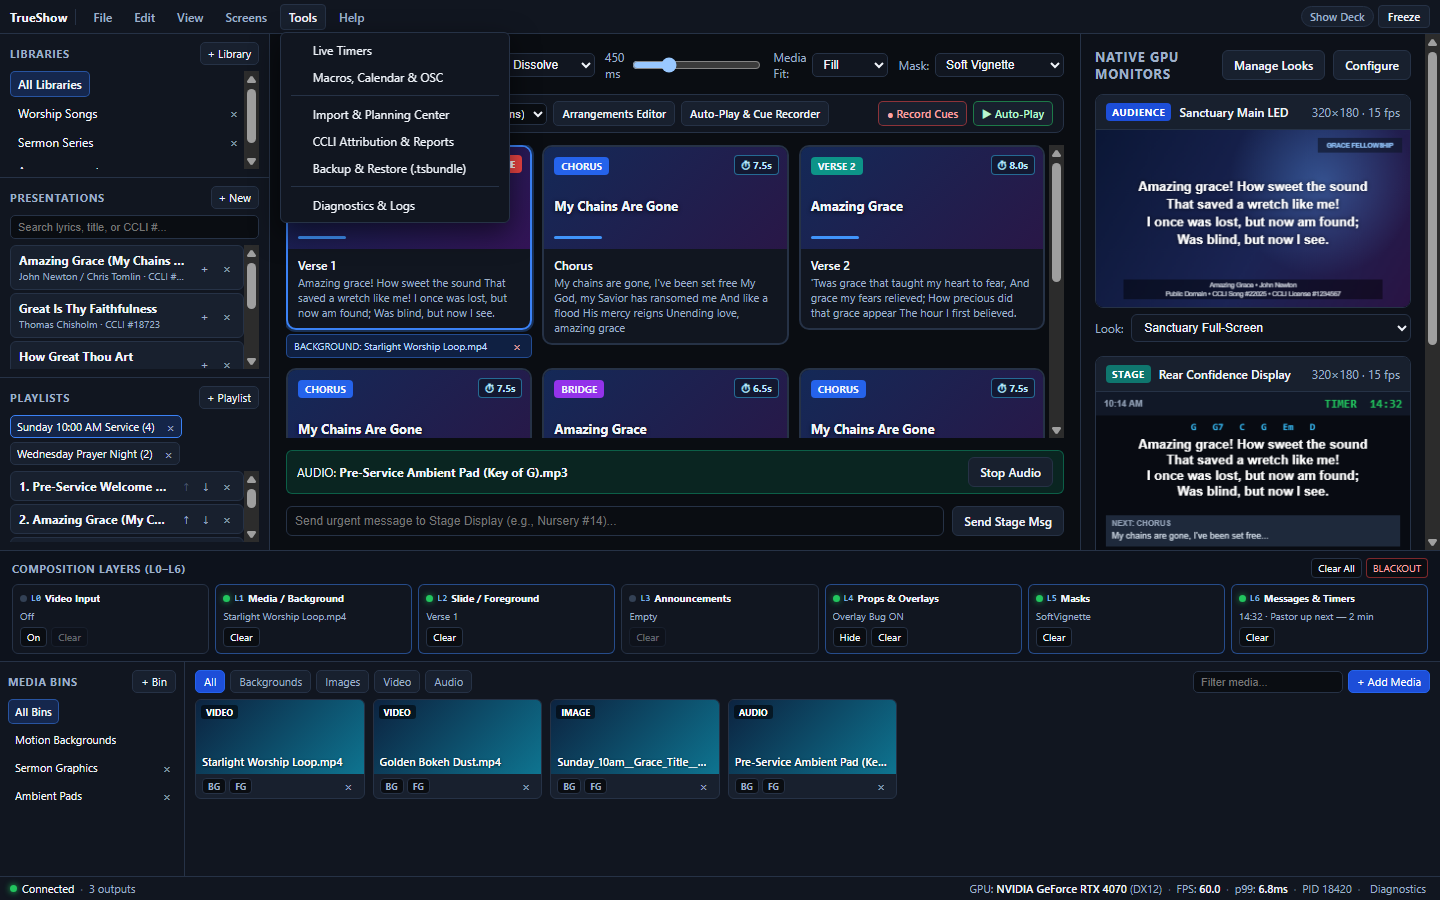 TrueShow
File
Edit
View
Screens
Tools
Help
Show Deck
Freeze
LIBRARIES
+ Library
All Libraries
Worship Songs
×
Sermon Series
×
PRESENTATIONS
+ New
Search lyrics, title, or CCLI #...
Amazing Grace (My Chains ...
John Newton / Chris Tomlin · CCLI #...
+ ×
Great Is Thy Faithfulness
Thomas Chisholm · CCLI #18723
+ ×
How Great Thou Art
+ ×
PLAYLISTS
+ Playlist
Sunday 10:00 AM Service (4) ×
Wednesday Prayer Night (2) ×
1. Pre-Service Welcome ... ↑ ↓ ×
2. Amazing Grace (My C... ↑ ↓ ×
Live Timers
Macros, Calendar & OSC
Import & Planning Center
CCLI Attribution & Reports
Backup & Restore (.tsbundle)
Diagnostics & Logs
Dissolve
450
ms
Media
Fit:
Fill
Mask:
Soft Vignette
ns)
Arrangements Editor
Auto-Play & Cue Recorder
● Record Cues
▶ Auto-Play
E
Verse 1
Amazing grace! How sweet the sound That
saved a wretch like me! I once was lost, but
now am found; Was blind, but now I see.
BACKGROUND: Starlight Worship Loop.mp4 ×
CHORUS
⏱ 7.5s
My Chains Are Gone
Chorus
My chains are gone, I've been set free My
God, my Savior has ransomed me And like a
flood His mercy reigns Unending love,
amazing grace
VERSE 2
⏱ 8.0s
Amazing Grace
Verse 2
'Twas grace that taught my heart to fear, And
grace my fears relieved; How precious did
that grace appear The hour I first believed.
CHORUS
⏱ 7.5s
My Chains Are Gone
BRIDGE
⏱ 6.5s
Amazing Grace
CHORUS
⏱ 7.5s
My Chains Are Gone
AUDIO: Pre-Service Ambient Pad (Key of G).mp3
Stop Audio
Send urgent message to Stage Display (e.g., Nursery #14)...
Send Stage Msg
NATIVE GPU
MONITORS
Manage Looks
Configure
AUDIENCE
Sanctuary Main LED
320×180 · 15 fps
GRACE FELLOWSHIP
Amazing grace! How sweet the sound
That saved a wretch like me!
I once was lost, but now am found;
Was blind, but now I see.
Amazing Grace • John Newton
Public Domain • CCLI Song #22025 • CCLI License #1234567
Look:
Sanctuary Full-Screen
STAGE
Rear Confidence Display
320×180 · 15 fps
10:14 AM
TIMER 14:32
G G7 C G Em D
Amazing grace! How sweet the sound
That saved a wretch like me!
I once was lost, but now am found;
Was blind, but now I see.
NEXT: CHORUS
My chains are gone, I've been set free...
COMPOSITION LAYERS (L0–L6)
Clear All
BLACKOUT
L0 Video Input
Off
On
Clear
L1 Media / Background
Starlight Worship Loop.mp4
Clear
L2 Slide / Foreground
Verse 1
Clear
L3 Announcements
Empty
Clear
L4 Props & Overlays
Overlay Bug ON
Hide
Clear
L5 Masks
SoftVignette
Clear
L6 Messages & Timers
14:32 · Pastor up next — 2 min
Clear
MEDIA BINS
+ Bin
All Bins
Motion Backgrounds
Sermon Graphics ×
Ambient Pads ×
All
Backgrounds
Images
Video
Audio
Filter media...
+ Add Media
VIDEO
Starlight Worship Loop.mp4
BG FG ×
VIDEO
Golden Bokeh Dust.mp4
BG FG ×
IMAGE
Sunday_10am_Grace_Title_...
BG FG ×
AUDIO
Pre-Service Ambient Pad (Ke...
BG FG ×
Connected · 3 outputs
GPU: NVIDIA GeForce RTX 4070 (DX12) · FPS: 60.0 · p99: 6.8ms · PID 18420 · Diagnostics